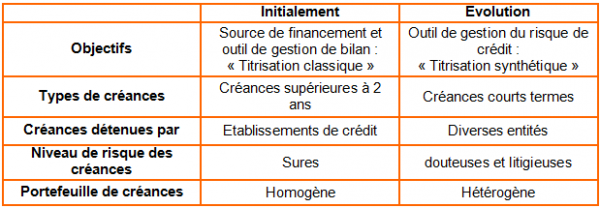 Initialement Evolution
Objectifs
Source de financement et
outil de gestion de bilan :
« Titrisation classique »
Outil de gestion du risque de
crédit :
« Titrisation synthétique »
Types de créances
Créances supérieures à 2
ans
Créances courts termes
Créances détenues par Etablissements de crédit Diverses entités
Niveau de risque des
créances
Sures douteuses et litigieuses
Portefeuille de créances Homogène Hétérogène